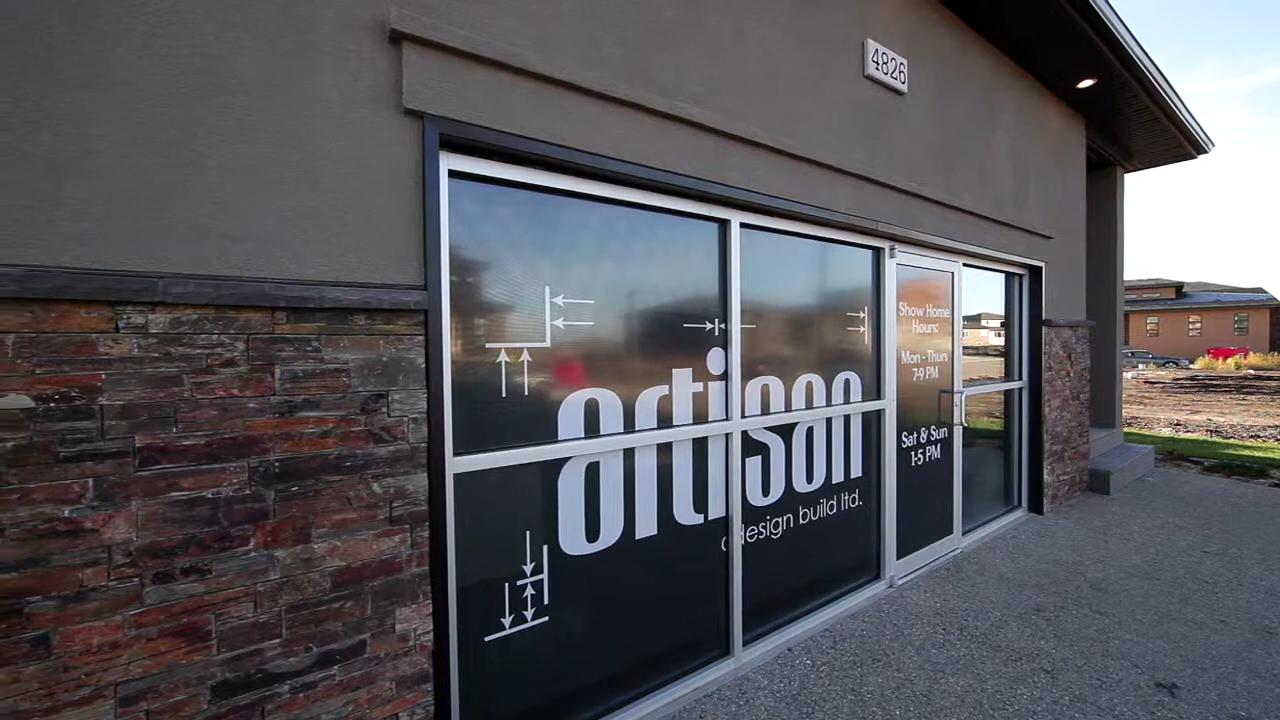 4826
artisan
design build ltd.
Show Home
Hours:
Mon - Thurs
7-9 PM
Sat & Sun
1-5 PM